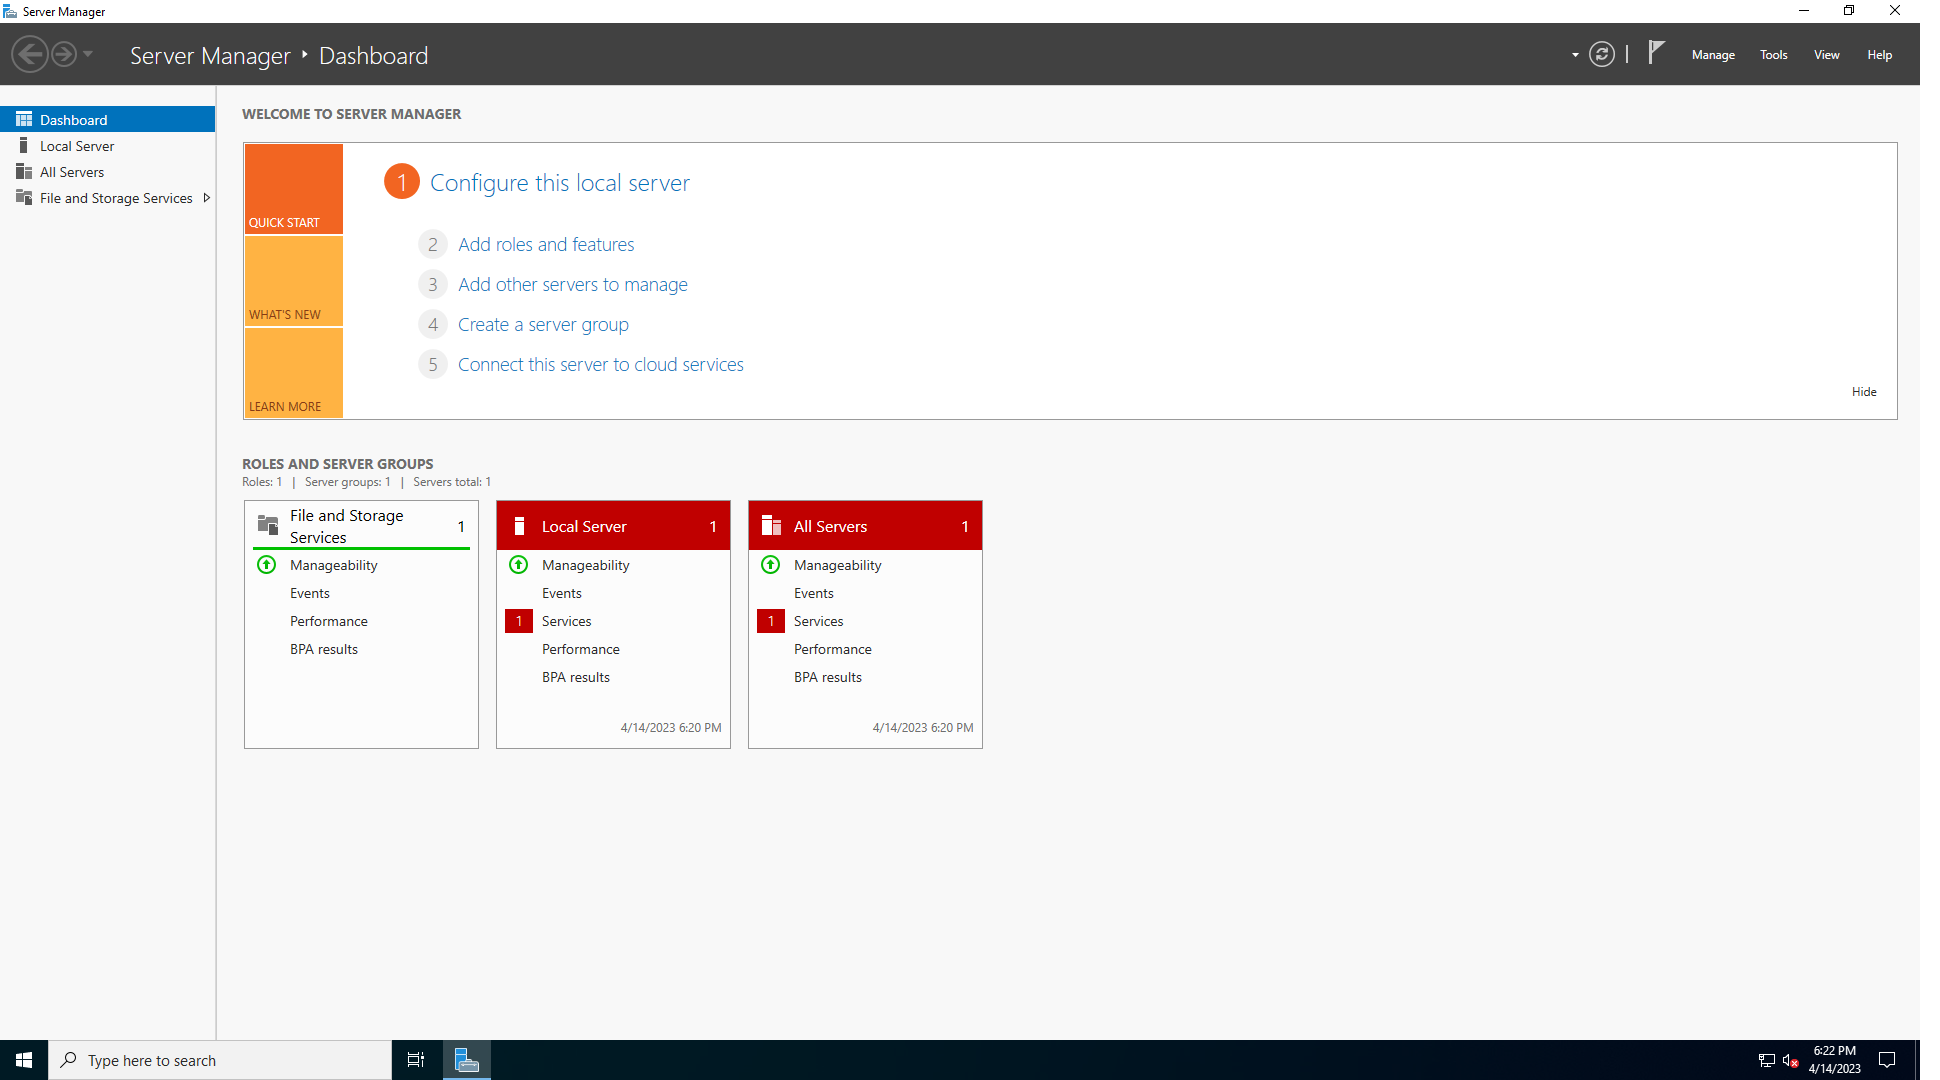 Server Manager
Server Manager ‣ Dashboard
Manage Tools View Help
Dashboard
Local Server
All Servers
File and Storage Services
WELCOME TO SERVER MANAGER
QUICK START
WHAT'S NEW
LEARN MORE
1 Configure this local server
2 Add roles and features
3 Add other servers to manage
4 Create a server group
5 Connect this server to cloud services
Hide
ROLES AND SERVER GROUPS
Roles: 1 | Server groups: 1 | Servers total: 1
File and Storage
Services
1
Manageability
Events
Performance
BPA results
Local Server 1
Manageability
Events
1 Services
Performance
BPA results
4/14/2023 6:20 PM
All Servers 1
Manageability
Events
1 Services
Performance
BPA results
4/14/2023 6:20 PM
Type here to search
6:22 PM
4/14/2023